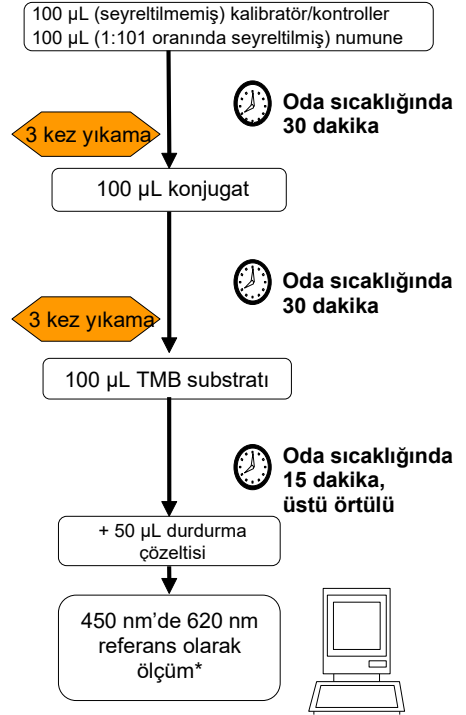 100 µL (seyreltilmemiş) kalibratör/kontroller
100 µL (1:101 oranında seyreltilmiş) numune
Oda sıcaklığında
30 dakika
3 kez yıkama
100 µL konjugat
Oda sıcaklığında
30 dakika
3 kez yıkama
100 µL TMB substratı
Oda sıcaklığında
15 dakika,
üstü örtülü
+ 50 µL durdurma
çözeltisi
450 nm’de 620 nm
referans olarak
ölçüm*